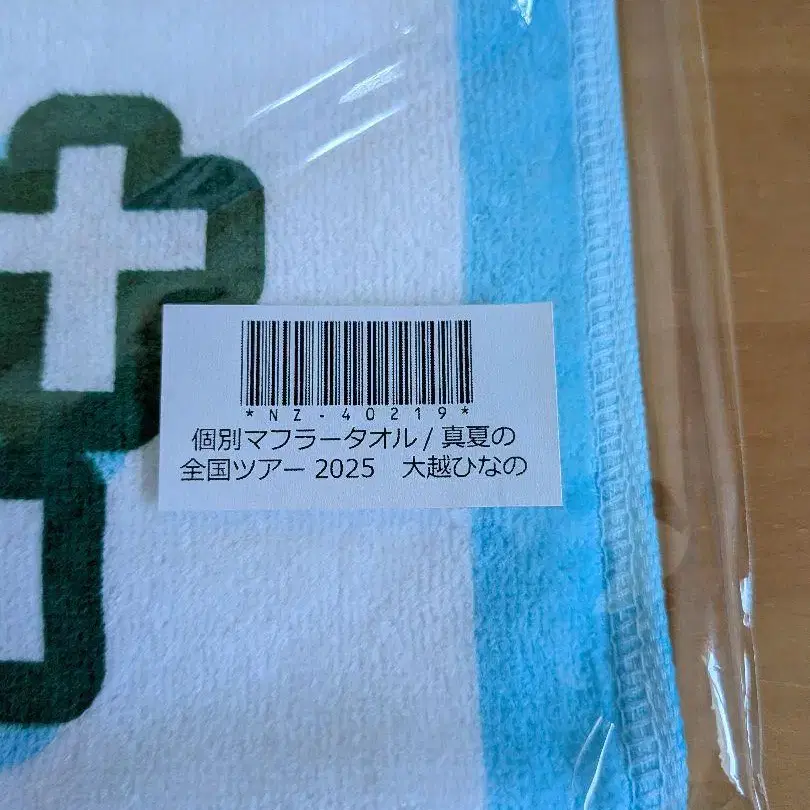 *NZ-40219*
個別マフラータオル / 真夏の
全国ツアー 2025　大越ひなの